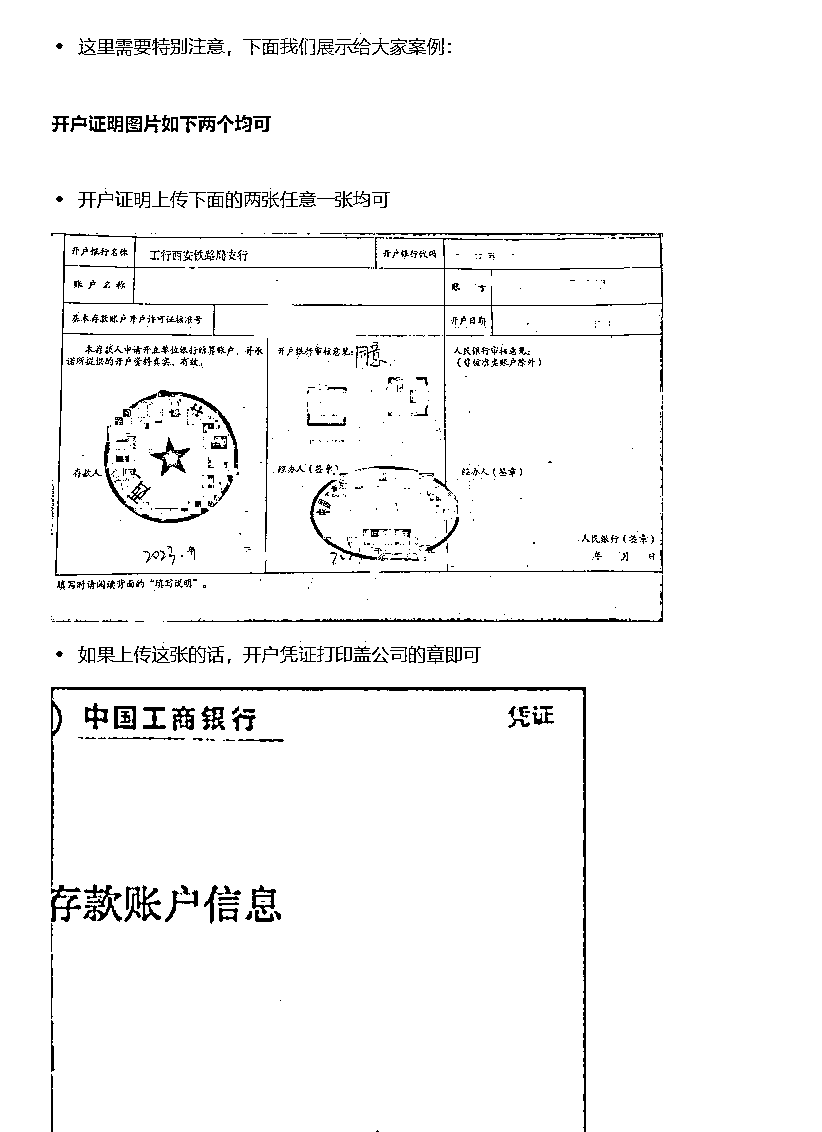 这里需要特别注意，下面我们展示给大家案例：
开户证明图片如下两个均可
开户证明上传下面的两张任意一张均可
开户银行名称 工行西安铁路局支行 开户银行代码
账户名称 账号
基本存款账户开户许可证核准号 开户日期
本存款人申请开立单位银行结算账户，并承
诺所提供的开户资料真实、有效。
开户银行审核意见：同意
人民银行审核意见：
（非核准类账户除外）
存款人
经办人（签章）
经办人（签章）
人民银行（签章）
年 月 日
2023.
填写时请阅读背面的“填写说明”。
如果上传这张的话，开户凭证打印盖公司的章即可
中国工商银行 凭证
存款账户信息